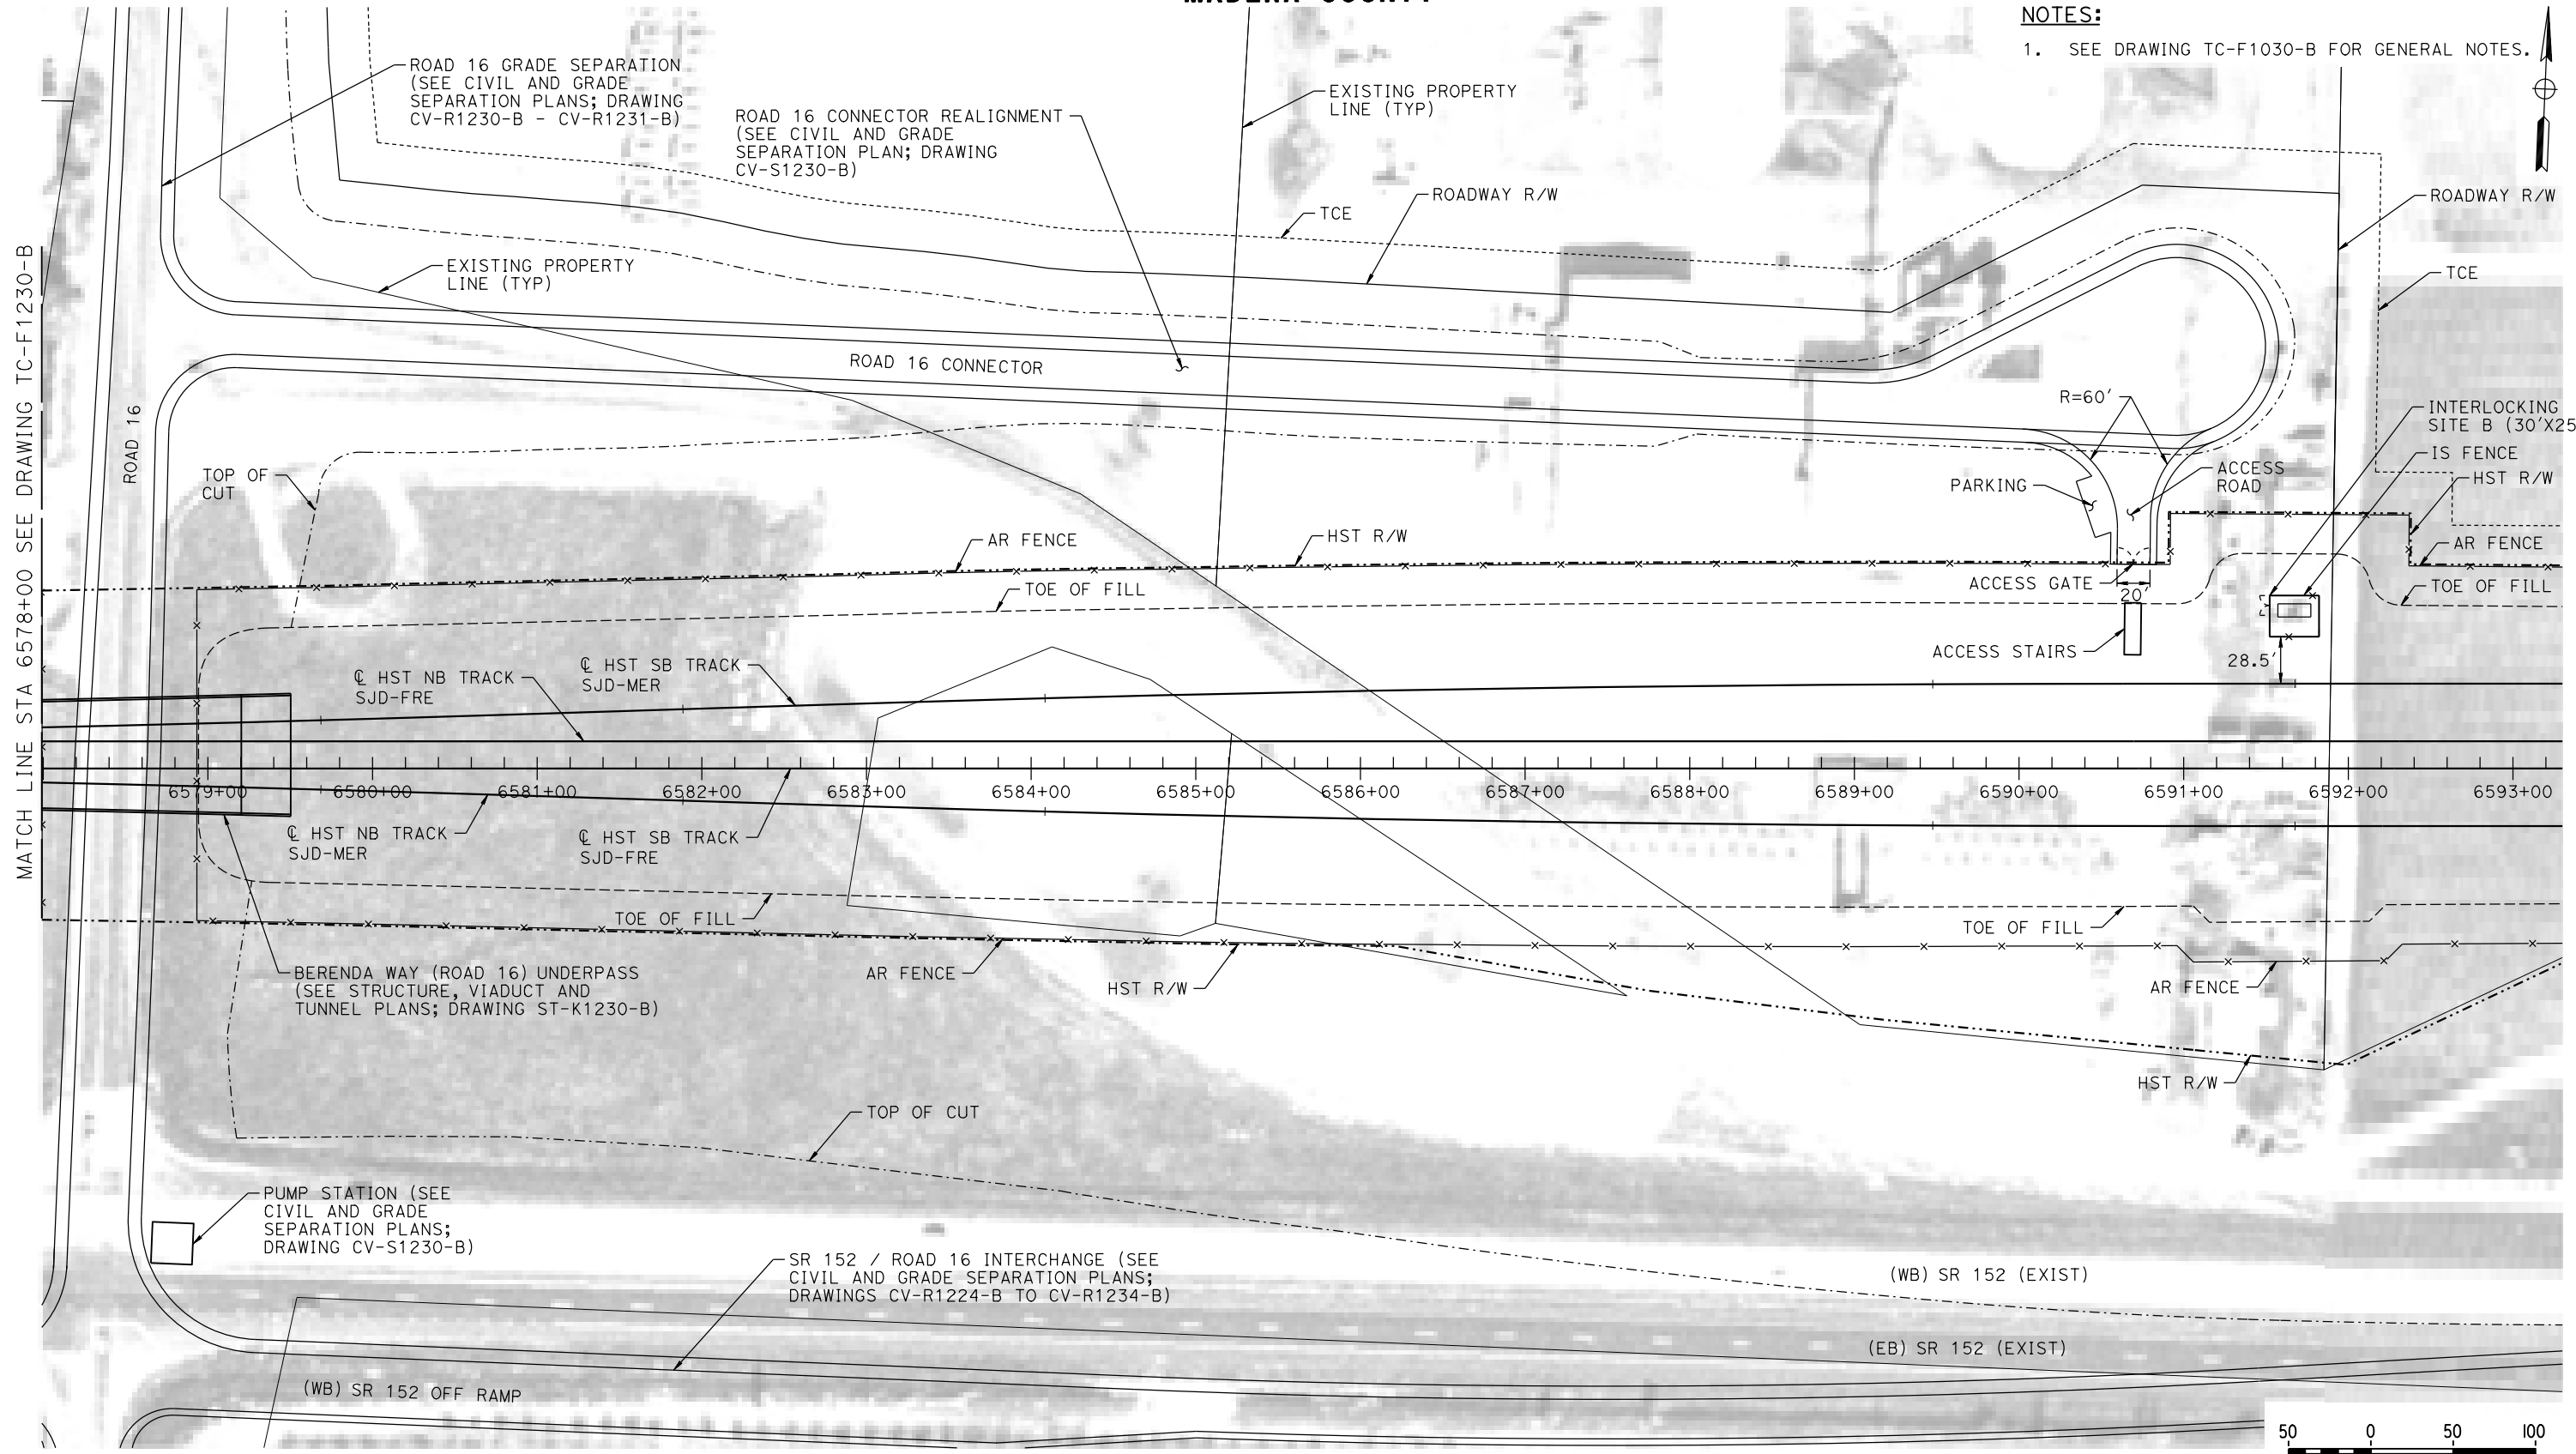 NOTES:
1. SEE DRAWING TC-F1030-B FOR GENERAL NOTES.
ROAD 16 GRADE SEPARATION
(SEE CIVIL AND GRADE
SEPARATION PLANS; DRAWING
CV-R1230-B - CV-R1231-B)
ROAD 16 CONNECTOR REALIGNMENT
(SEE CIVIL AND GRADE
SEPARATION PLAN; DRAWING
CV-S1230-B)
EXISTING PROPERTY
LINE (TYP)
TCE
ROADWAY R/W
ROADWAY R/W
EXISTING PROPERTY
LINE (TYP)
TCE
MATCH LINE STA 6578+00 SEE DRAWING TC-F1230-B
ROAD 16
ROAD 16 CONNECTOR
R=60'
INTERLOCKING
SITE B (30'X25
IS FENCE
HST R/W
TOP OF
CUT
PARKING
ACCESS
ROAD
AR FENCE
HST R/W
AR FENCE
ACCESS GATE
20'
TOE OF FILL
TOE OF FILL
ACCESS STAIRS
28.5'
℄ HST NB TRACK
SJD-FRE
℄ HST SB TRACK
SJD-MER
6579+00 6580+00 6581+00 6582+00 6583+00 6584+00 6585+00 6586+00 6587+00 6588+00 6589+00 6590+00 6591+00 6592+00 6593+00
℄ HST NB TRACK
SJD-MER
℄ HST SB TRACK
SJD-FRE
TOE OF FILL
TOE OF FILL
BERENDA WAY (ROAD 16) UNDERPASS
(SEE STRUCTURE, VIADUCT AND
TUNNEL PLANS; DRAWING ST-K1230-B)
AR FENCE
HST R/W
AR FENCE
HST R/W
TOP OF CUT
PUMP STATION (SEE
CIVIL AND GRADE
SEPARATION PLANS;
DRAWING CV-S1230-B)
SR 152 / ROAD 16 INTERCHANGE (SEE
CIVIL AND GRADE SEPARATION PLANS;
DRAWINGS CV-R1224-B TO CV-R1234-B)
(WB) SR 152 (EXIST)
(EB) SR 152 (EXIST)
(WB) SR 152 OFF RAMP
50 0 50 100